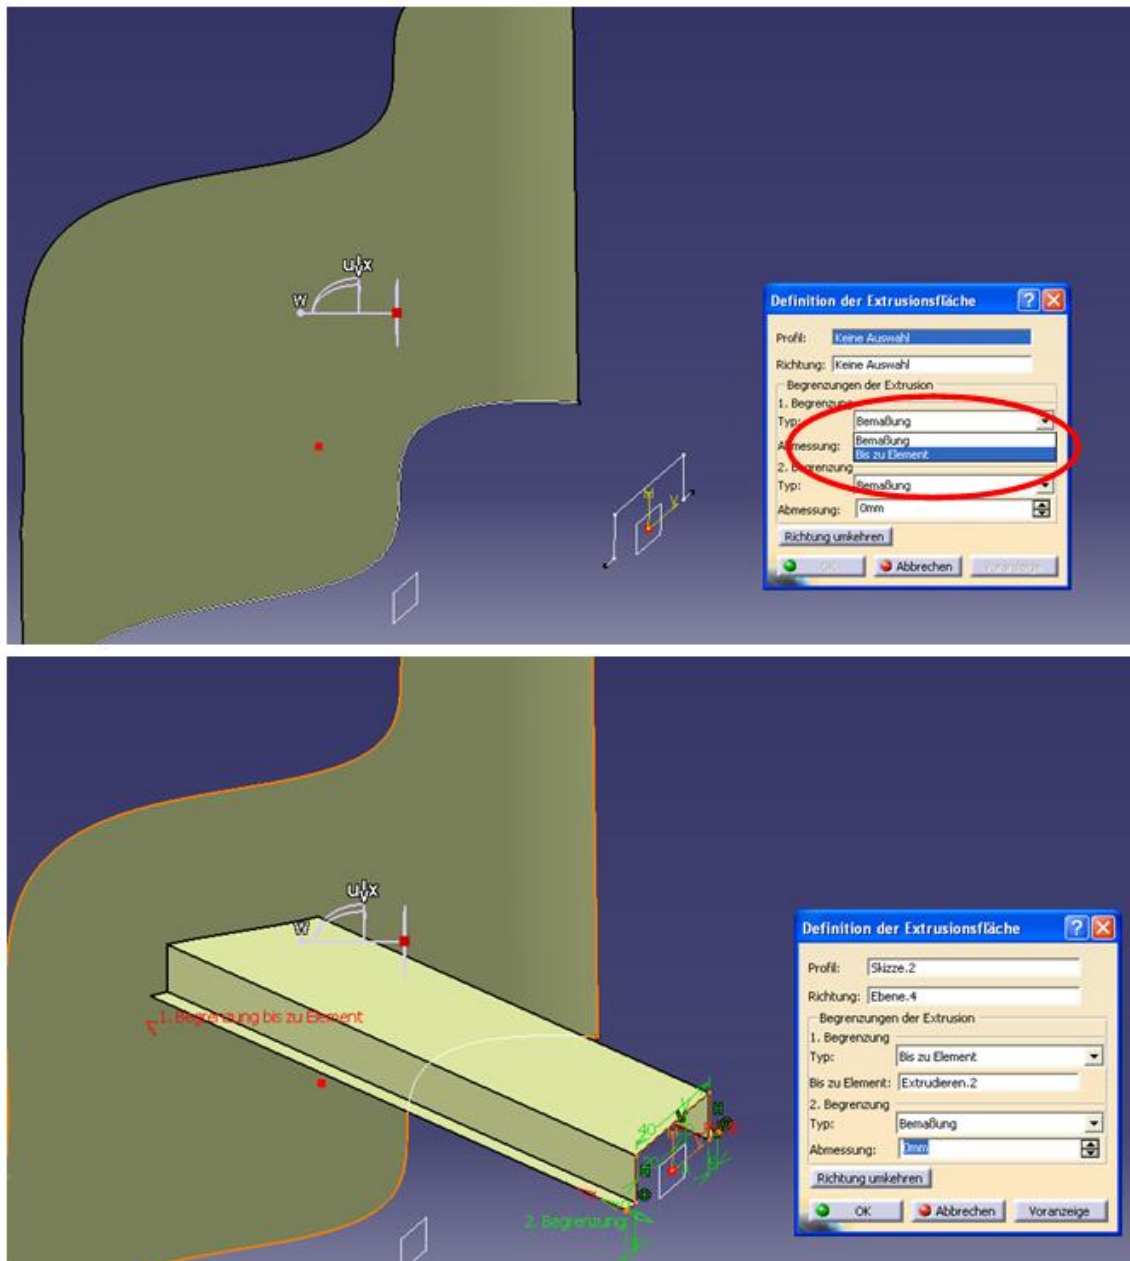 u x
w
Definition der Extrusionsfläche
Profil: Keine Auswahl
Richtung: Keine Auswahl
Begrenzungen der Extrusion
1. Begrenzung
Typ: Bemaßung
Bemaßung
Abmessung:
Bis zu Element
2. Begrenzung
Typ: Bemaßung
Abmessung: 0mm
Richtung umkehren
OK Abbrechen Voranzeige
u x
w
1. Begrenzung bis zu Element
40
20
2. Begrenzung
Definition der Extrusionsfläche
Profil: Skizze.2
Richtung: Ebene.4
Begrenzungen der Extrusion
1. Begrenzung
Typ: Bis zu Element
Bis zu Element: Extrudieren.2
2. Begrenzung
Typ: Bemaßung
Abmessung: 0mm
Richtung umkehren
OK Abbrechen Voranzeige